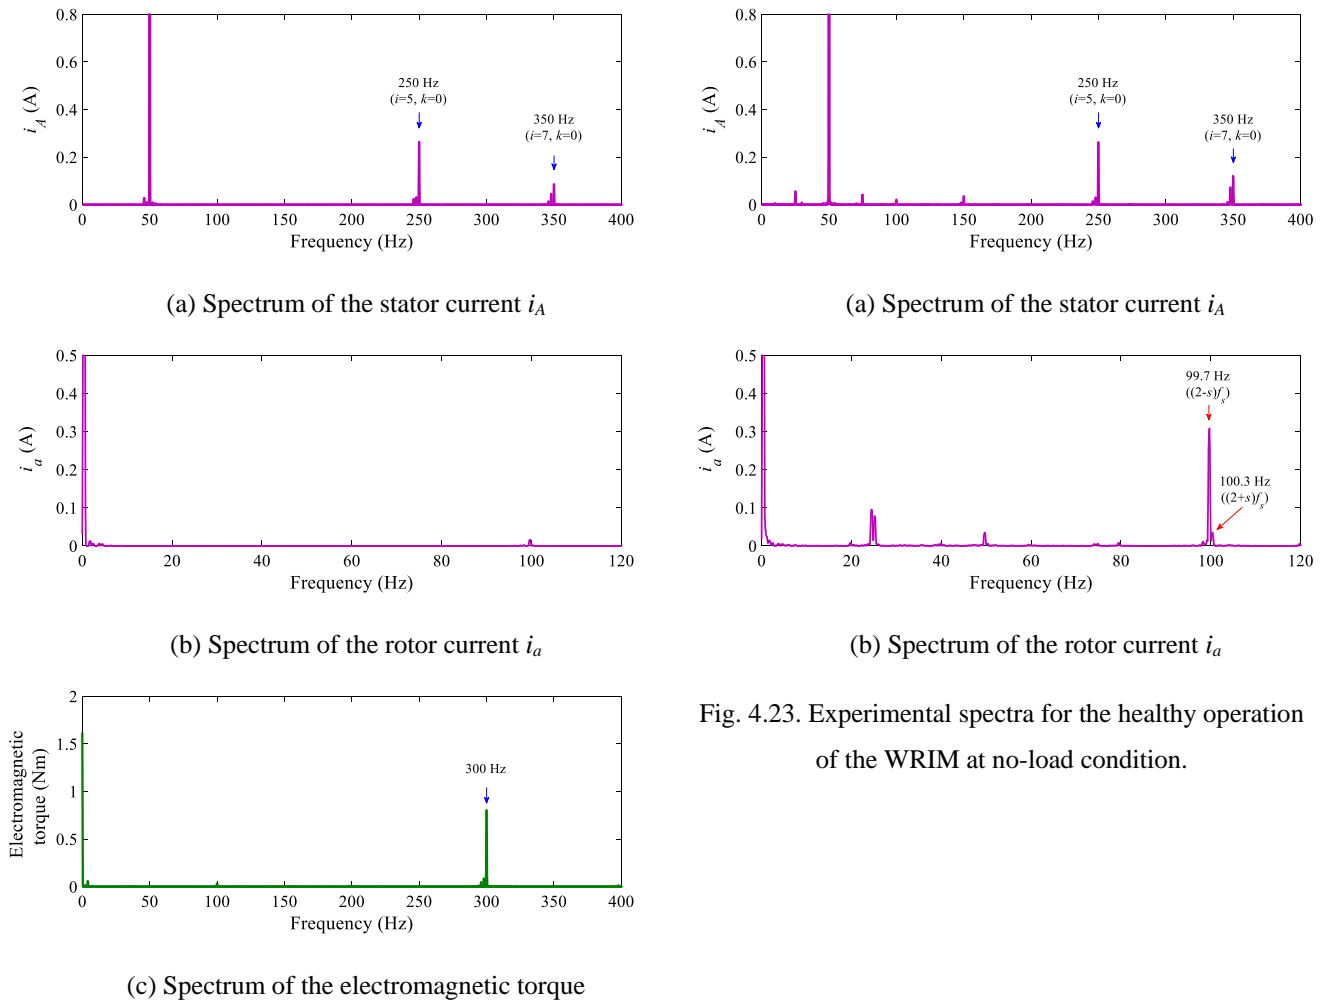 0.8
0.6
0.4
0.2
0
i_A (A)
250 Hz
(i=5, k=0)
350 Hz
(i=7, k=0)
0 50 100 150 200 250 300 350 400
Frequency (Hz)
(a) Spectrum of the stator current i_A
0.5
0.4
0.3
0.2
0.1
0
i_a (A)
0 20 40 60 80 100 120
Frequency (Hz)
(b) Spectrum of the rotor current i_a
2
1.5
1
0.5
0
Electromagnetic
torque (Nm)
300 Hz
0 50 100 150 200 250 300 350 400
Frequency (Hz)
(c) Spectrum of the electromagnetic torque
0.8
0.6
0.4
0.2
0
i_A (A)
250 Hz
(i=5, k=0)
350 Hz
(i=7, k=0)
0 50 100 150 200 250 300 350 400
Frequency (Hz)
(a) Spectrum of the stator current i_A
0.5
0.4
0.3
0.2
0.1
0
i_a (A)
99.7 Hz
((2-s)f_s)
100.3 Hz
((2+s)f_s)
0 20 40 60 80 100 120
Frequency (Hz)
(b) Spectrum of the rotor current i_a
Fig. 4.23. Experimental spectra for the healthy operation
of the WRIM at no-load condition.